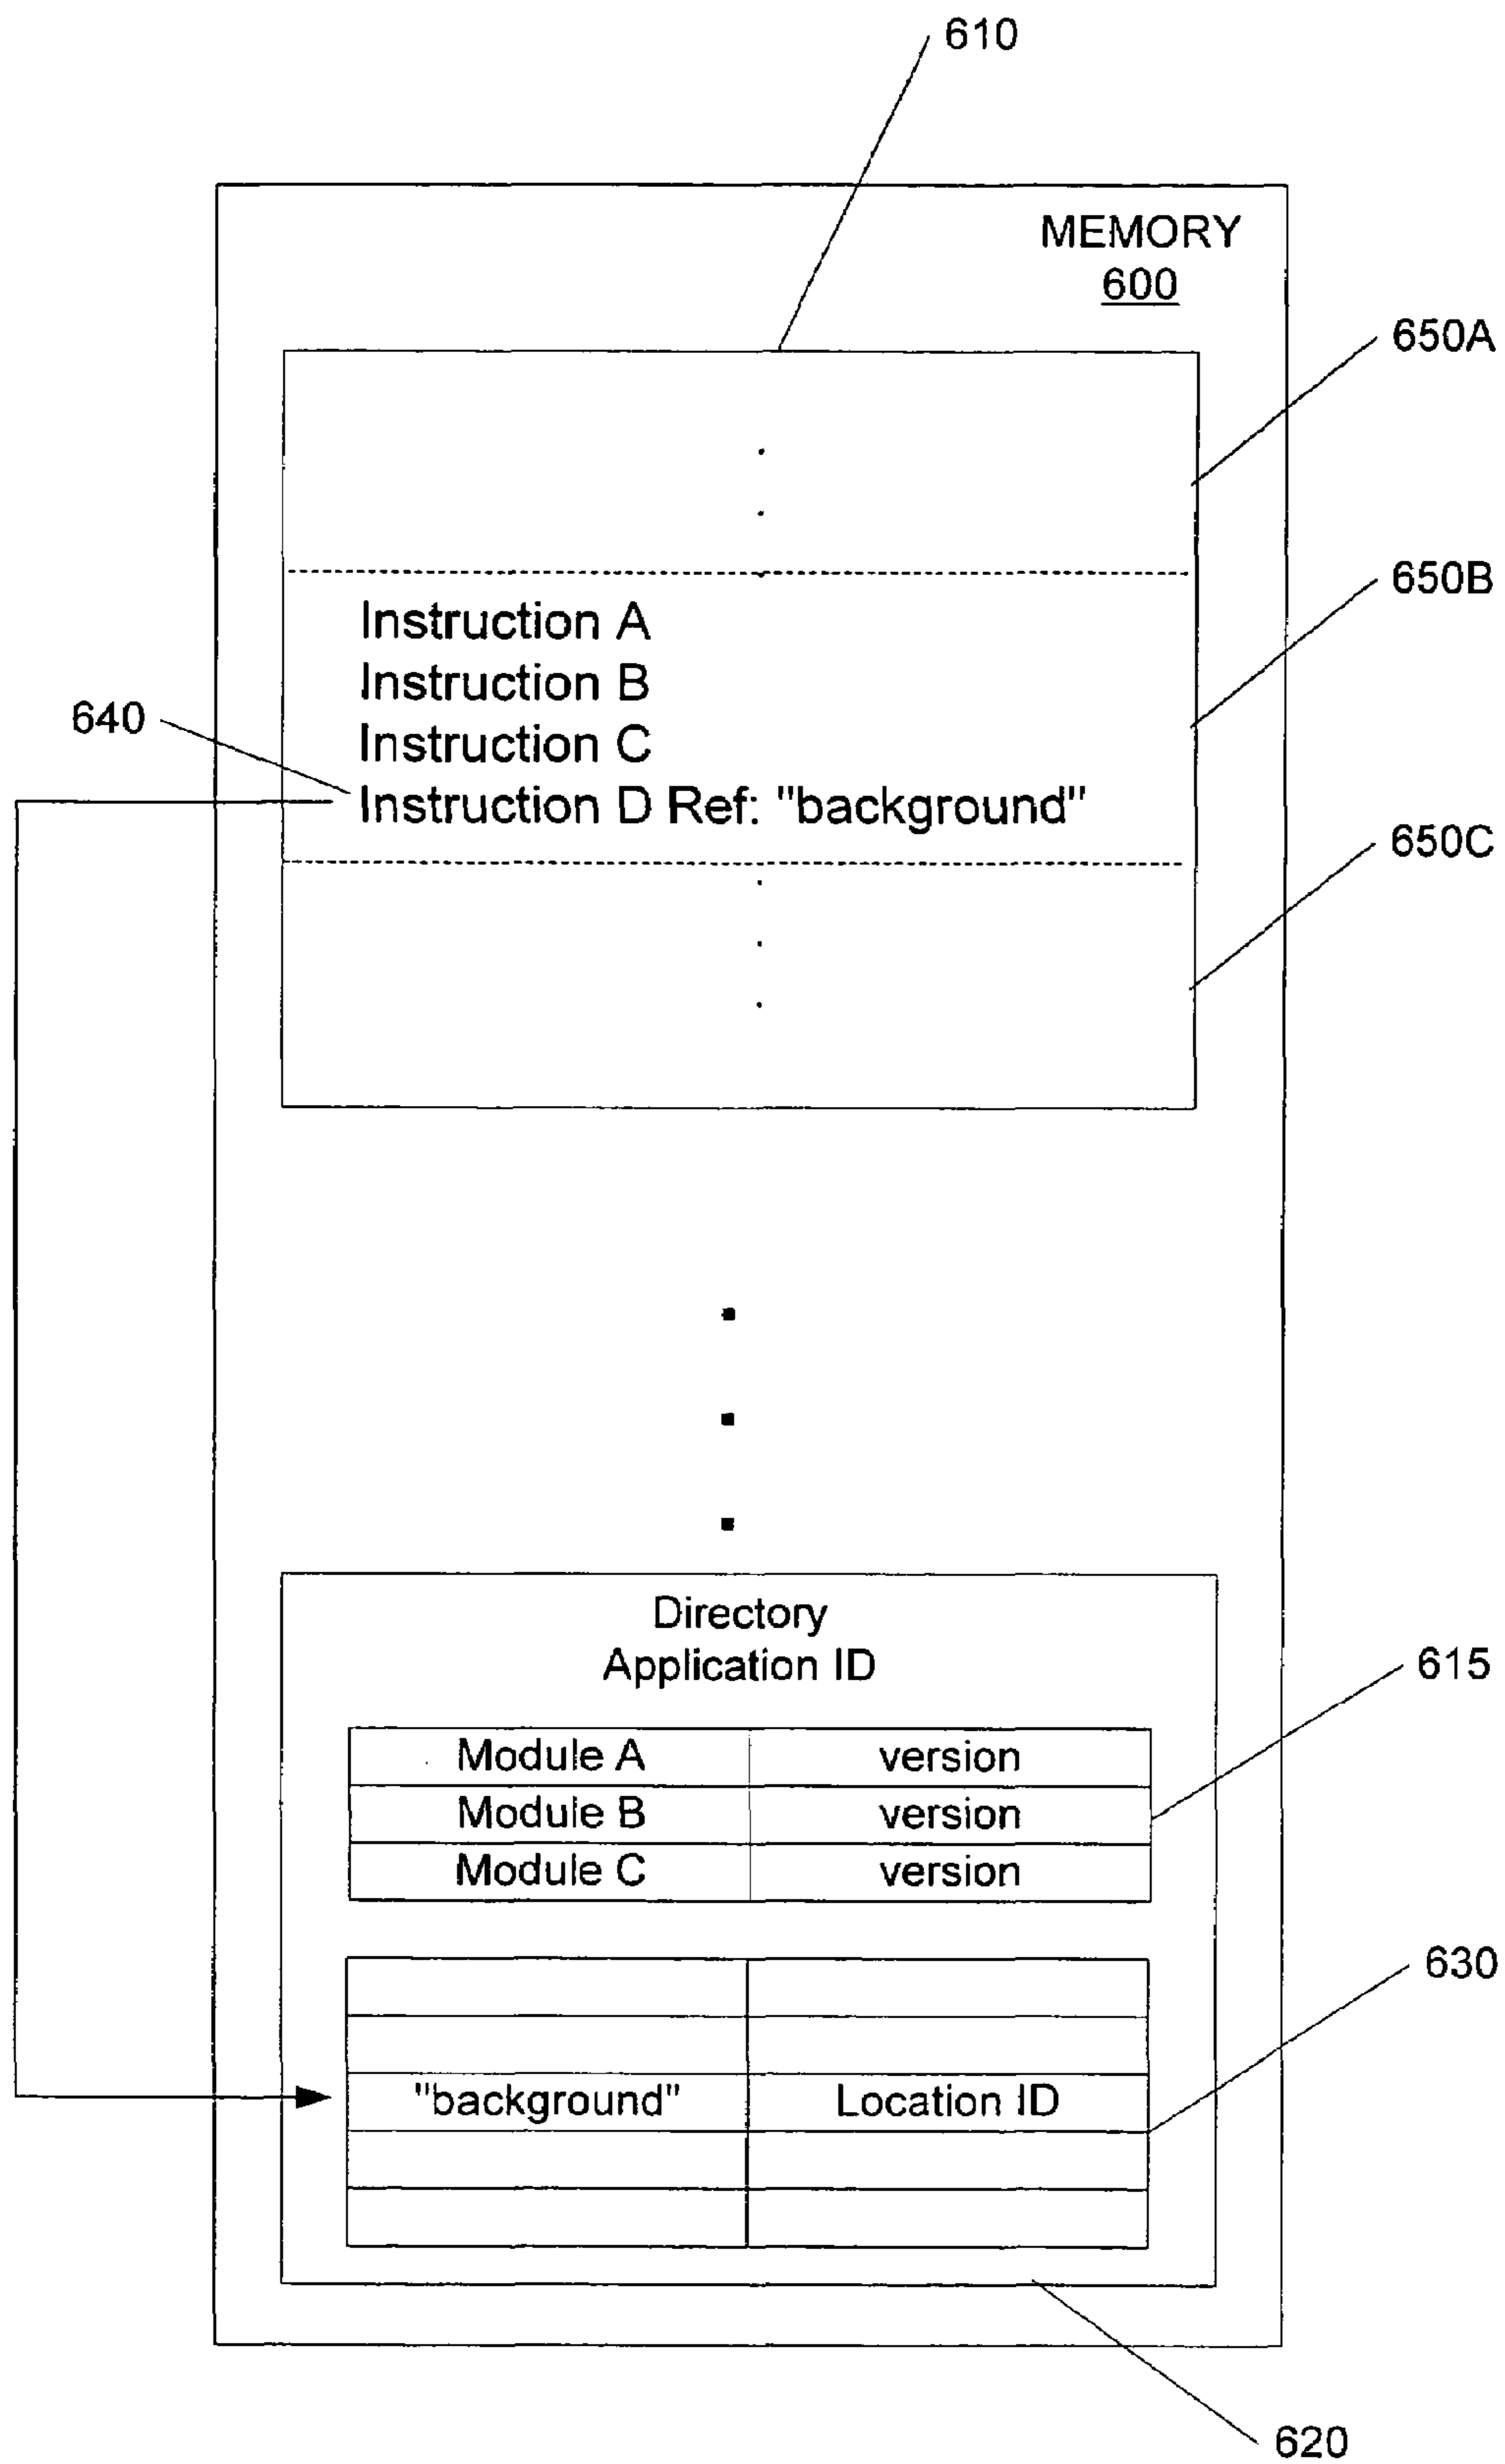 610
MEMORY
600
650A
650B
Instruction A
Instruction B
640
Instruction C
Instruction D Ref: "background"
650C
Directory
Application ID
615
Module A version
Module B version
Module C version
630
"background" Location ID
620